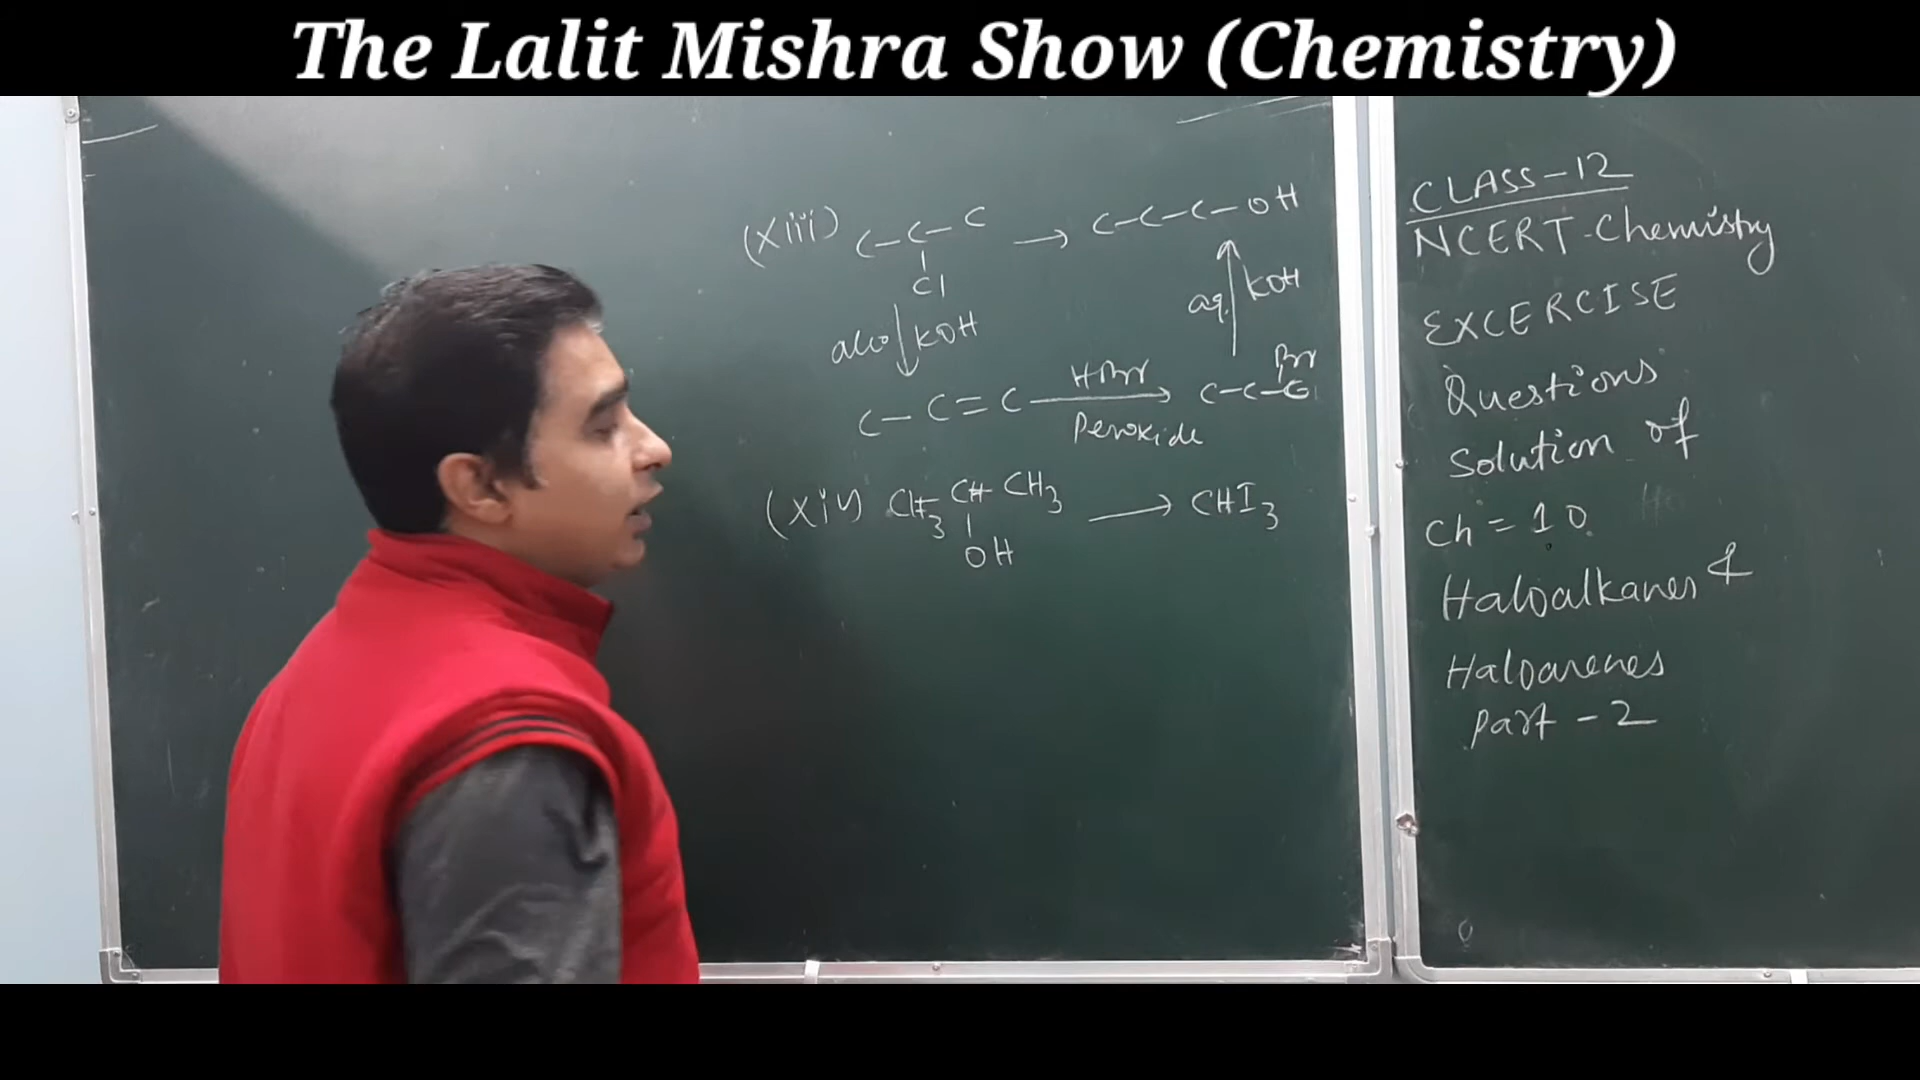 The Lalit Mishra Show (Chemistry)
(xiii) C-C-C → C-C-C-OH
Cl
alco KOH
aq. KOH
C-C=C HBr Peroxide C-C-C Br
(xiv) CH3 CH-CH3 → CHI3
OH
CLASS-12
NCERT-Chemistry
EXCERCISE
Questions
Solution of
Ch = 10
Haloalkanes &
Haloarenes
Part-2